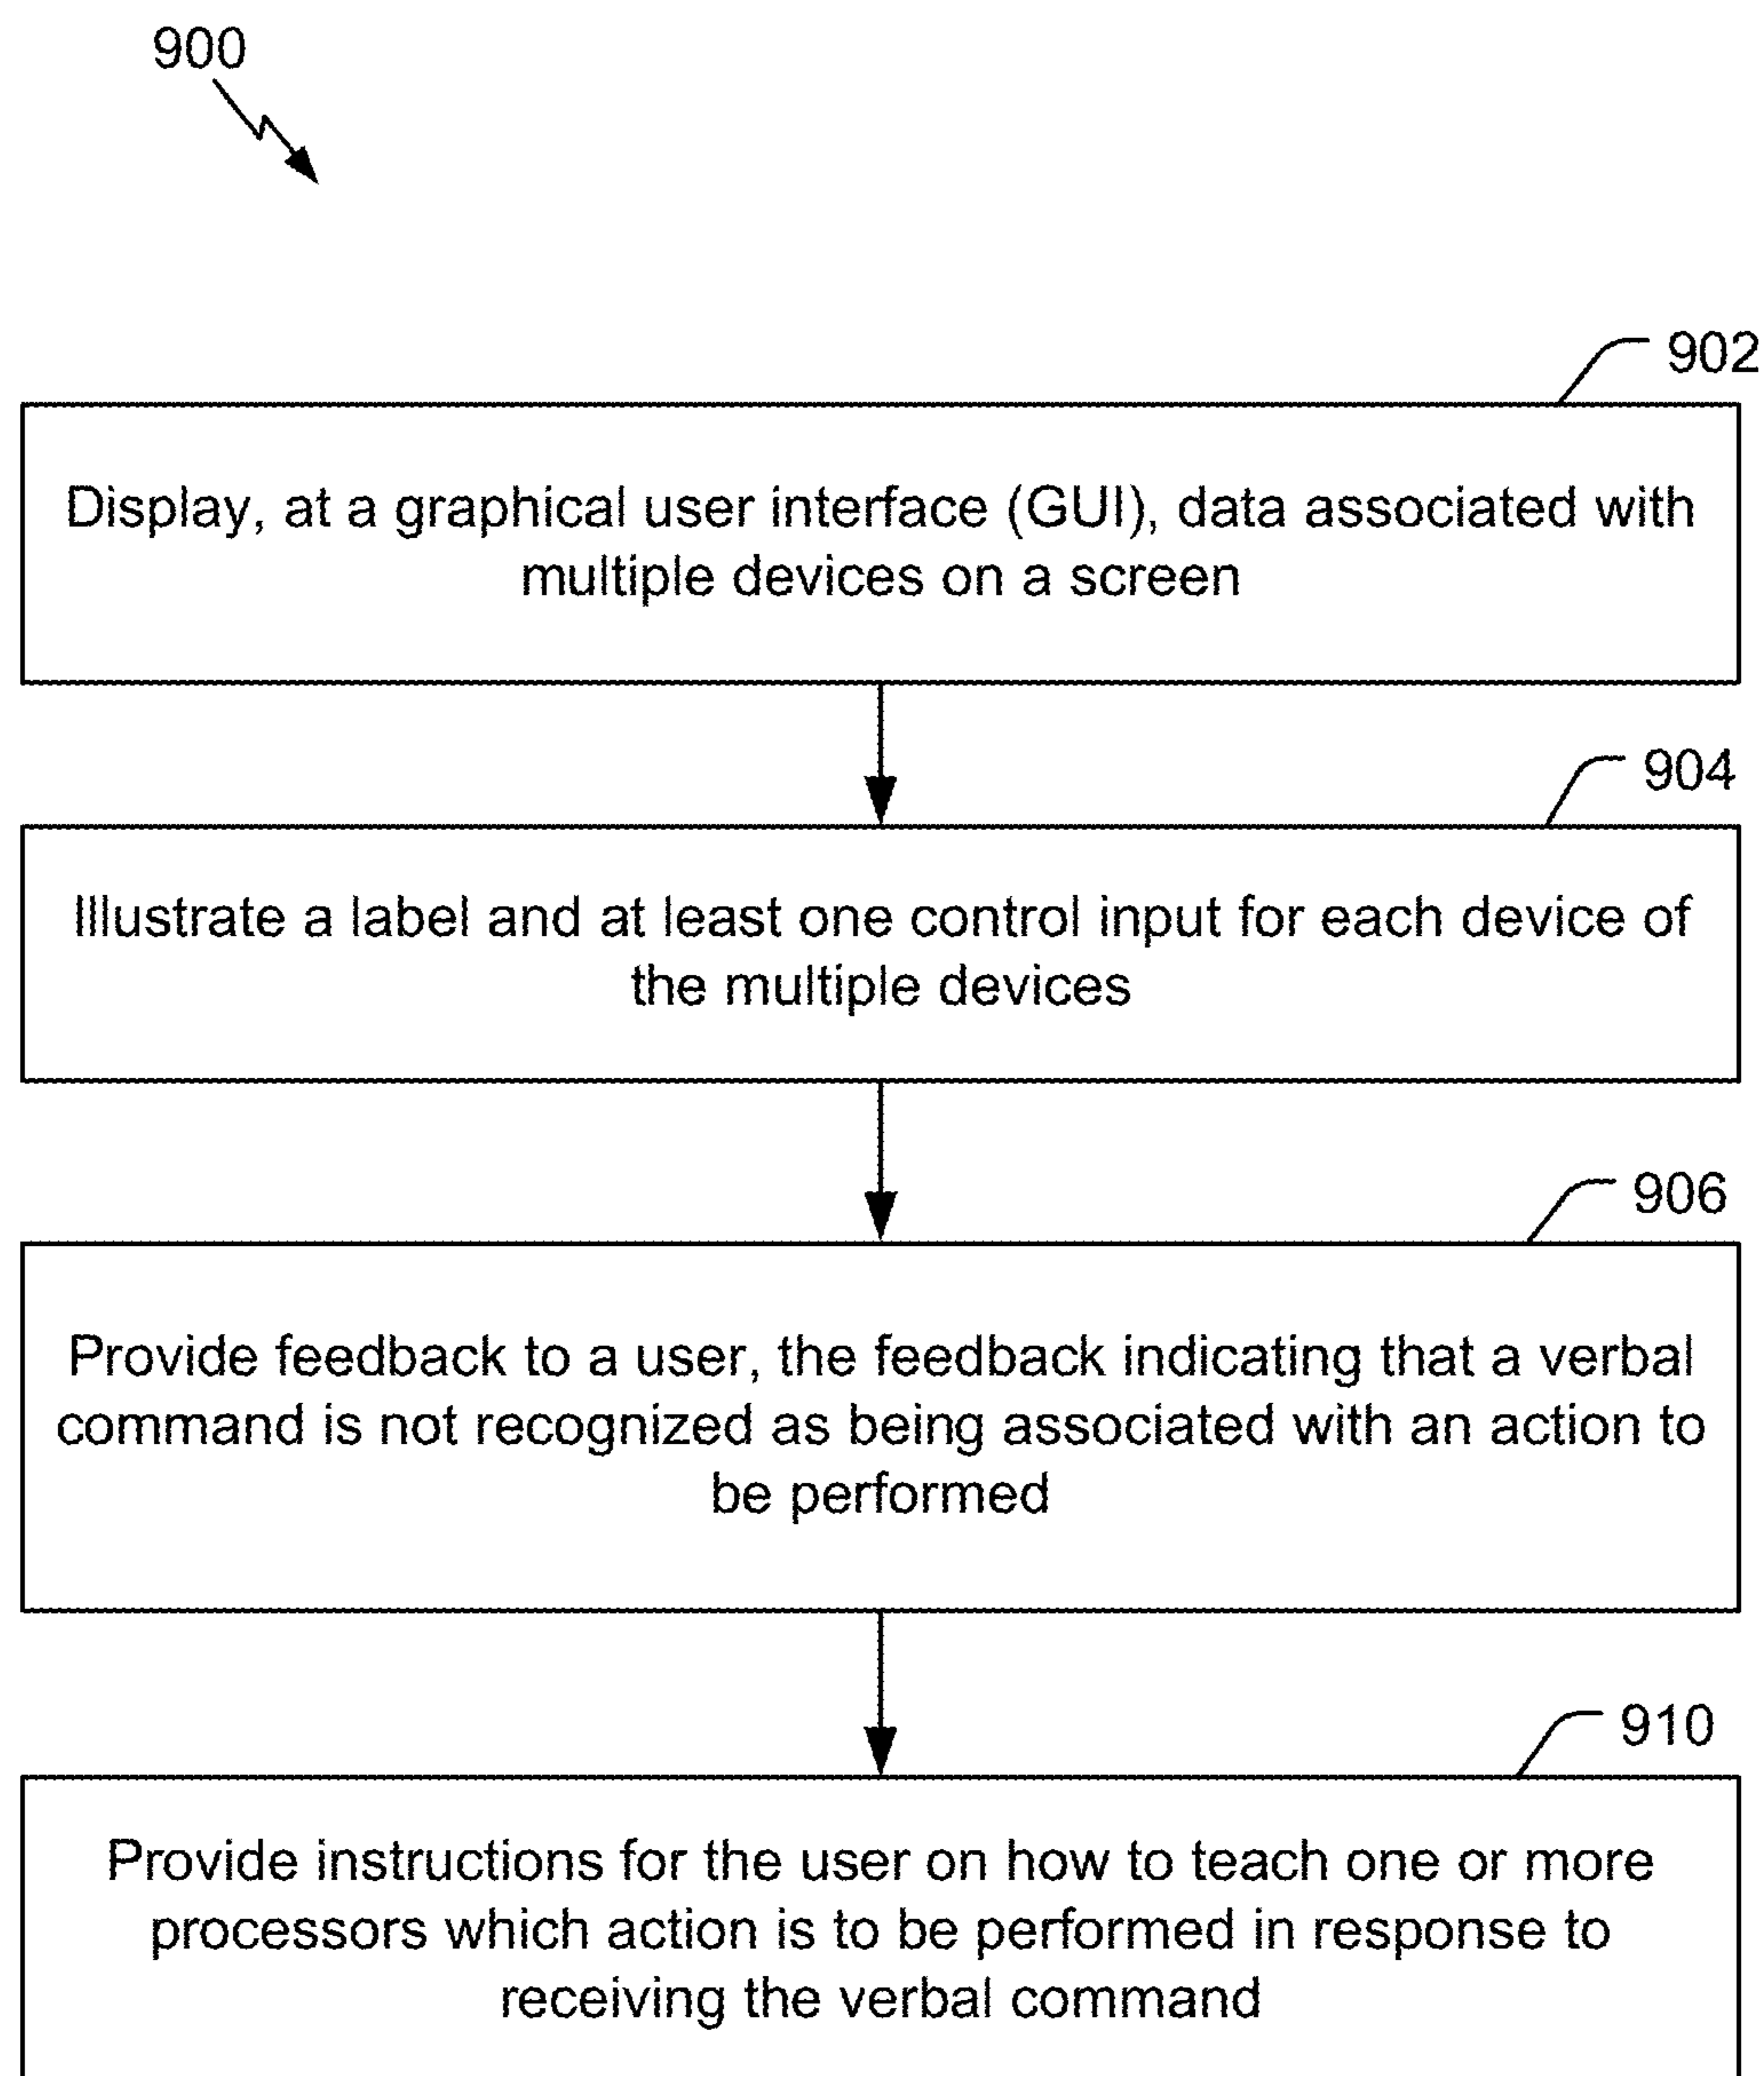 900
902
Display, at a graphical user interface (GUI), data associated with
multiple devices on a screen
904
Illustrate a label and at least one control input for each device of
the multiple devices
906
Provide feedback to a user, the feedback indicating that a verbal
command is not recognized as being associated with an action to
be performed
910
Provide instructions for the user on how to teach one or more
processors which action is to be performed in response to
receiving the verbal command